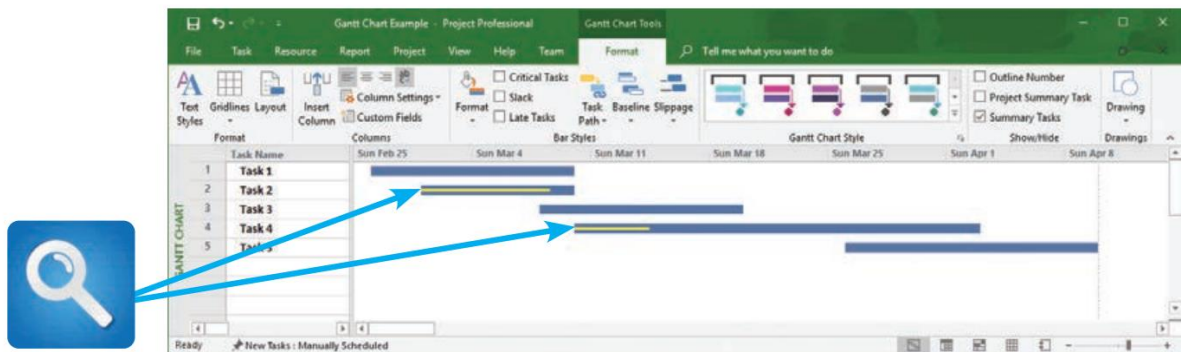 Gantt Chart Example - Project Professional
Gantt Chart Tools
File Task Resource Report Project View Help Team Format Tell me what you want to do
Text Styles
Gridlines
Layout
Format
Insert Column
Column Settings
Custom Fields
Columns
Format
Critical Tasks
Slack
Late Tasks
Task Path
Baseline
Slippage
Bar Styles
Gantt Chart Style
Outline Number
Project Summary Task
Summary Tasks
Show/Hide
Drawing
Drawings
Task Name Sun Feb 25 Sun Mar 4 Sun Mar 11 Sun Mar 18 Sun Mar 25 Sun Apr 1 Sun Apr 8
1 Task 1
2 Task 2
3 Task 3
4 Task 4
5 Task 5
GANTT CHART
Ready New Tasks : Manually Scheduled